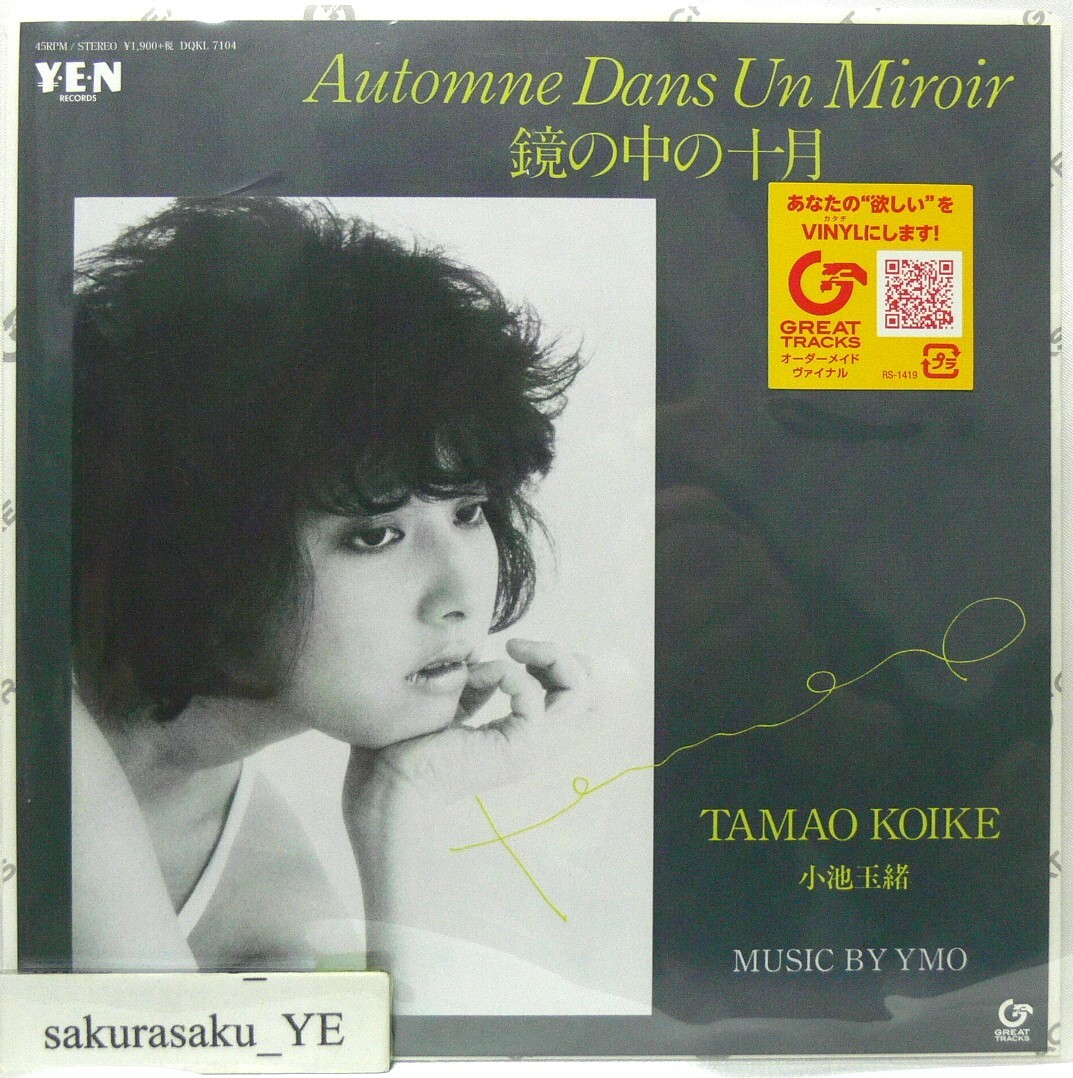 45RPM / STEREO ¥1,900+税 DQKL 7104
Y·E·N
RECORDS
Automne Dans Un Miroir
鏡の中の十月
あなたの“欲しい”を
カタチ
VINYLにします!
GREAT
TRACKS
オーダーメイド
ヴァイナル
RS-1419
プラ
Tamao
TAMAO KOIKE
小池玉緒
MUSIC BY YMO
GREAT
TRACKS
sakurasaku_YE